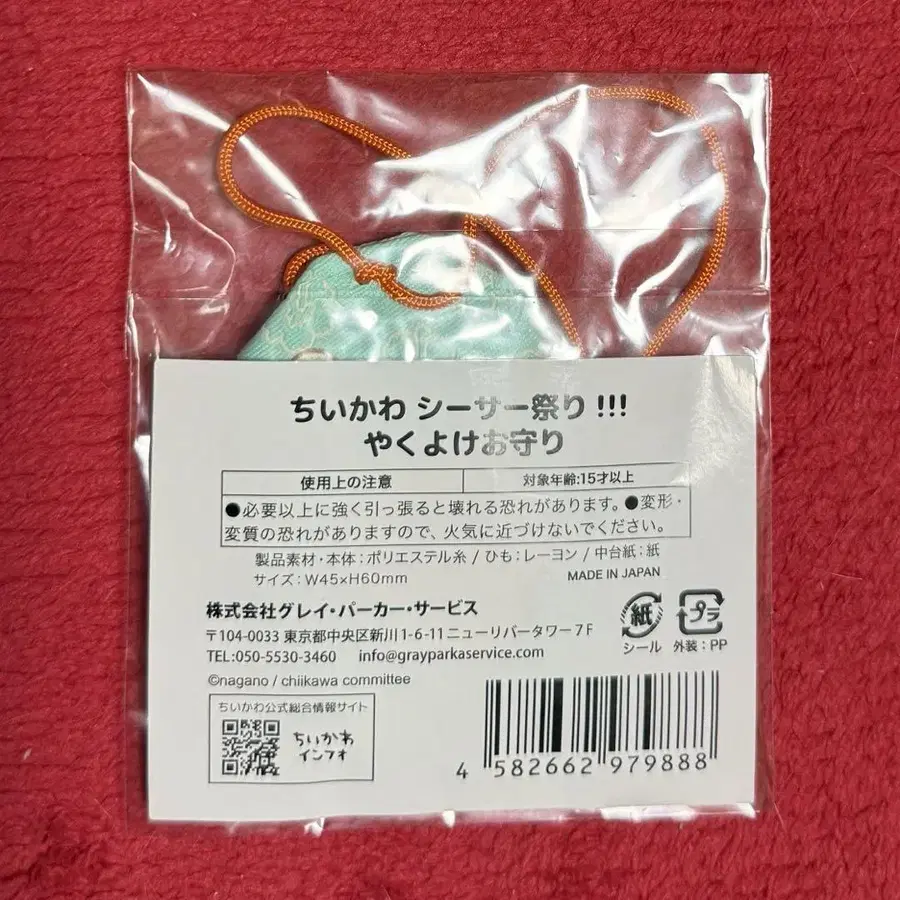 ちいかわ シーサー祭り!!!
やくよけお守り
使用上の注意 対象年齢:15才以上
●必要以上に強く引っ張ると壊れる恐れがあります。●変形・
変質の恐れがありますので、火気に近づけないでください。
製品素材・本体:ポリエステル糸 / ひも:レーヨン / 中台紙:紙
サイズ:W45×H60mm MADE IN JAPAN
株式会社グレイ・パーカー・サービス
〒104-0033 東京都中央区新川1-6-11 ニューリバータワー7F
TEL:050-5530-3460 info@grayparkaservice.com
紙 プラ
シール 外装:PP
©nagano / chiikawa committee
ちいかわ公式総合情報サイト
ちいかわ
インフォ
4 582662 979888